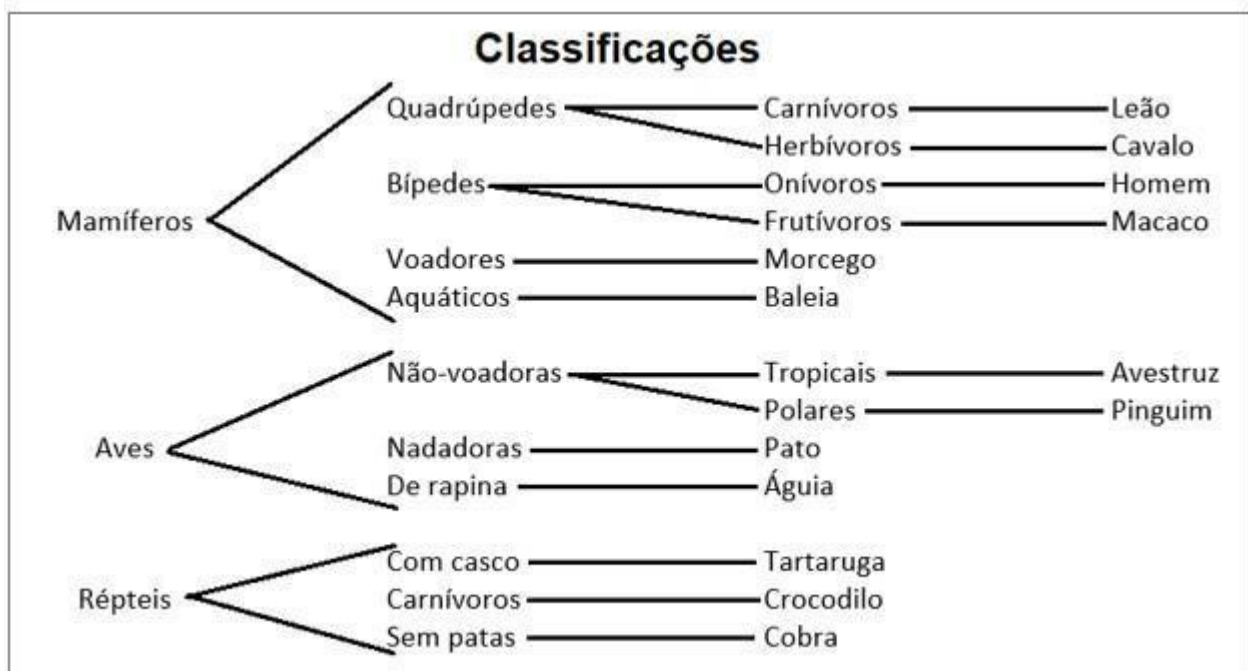 Classificações
Quadrúpedes Carnívoros Leão
Herbívoros Cavalo
Bípedes Onívoros Homem
Mamíferos Frutívoros Macaco
Voadores Morcego
Aquáticos Baleia
Não-voadoras Tropicais Avestruz
Polares Pinguim
Aves Nadadoras Pato
De rapina Águia
Com casco Tartaruga
Répteis Carnívoros Crocodilo
Sem patas Cobra